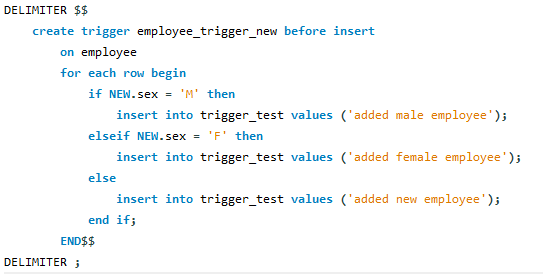 DELIMITER $$
create trigger employee_trigger_new before insert
on employee
for each row begin
if NEW.sex = 'M' then
insert into trigger_test values ('added male employee');
elseif NEW.sex = 'F' then
insert into trigger_test values ('added female employee');
else
insert into trigger_test values ('added new employee');
end if;
END$$
DELIMITER ;